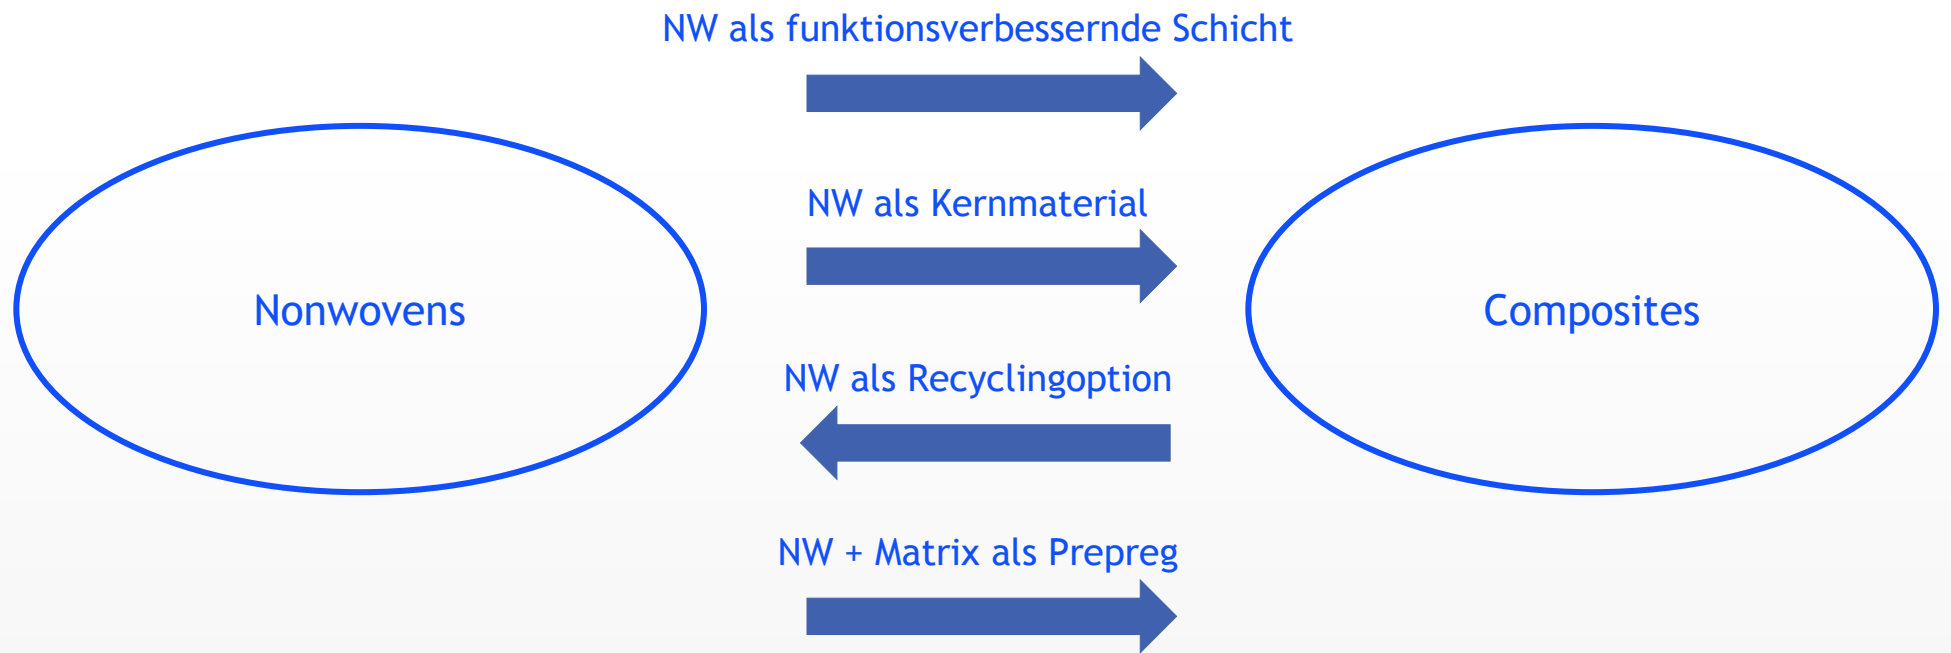 NW als funktionsverbessernde Schicht
NW als Kernmaterial
Nonwovens
Composites
NW als Recyclingoption
NW + Matrix als Prepreg